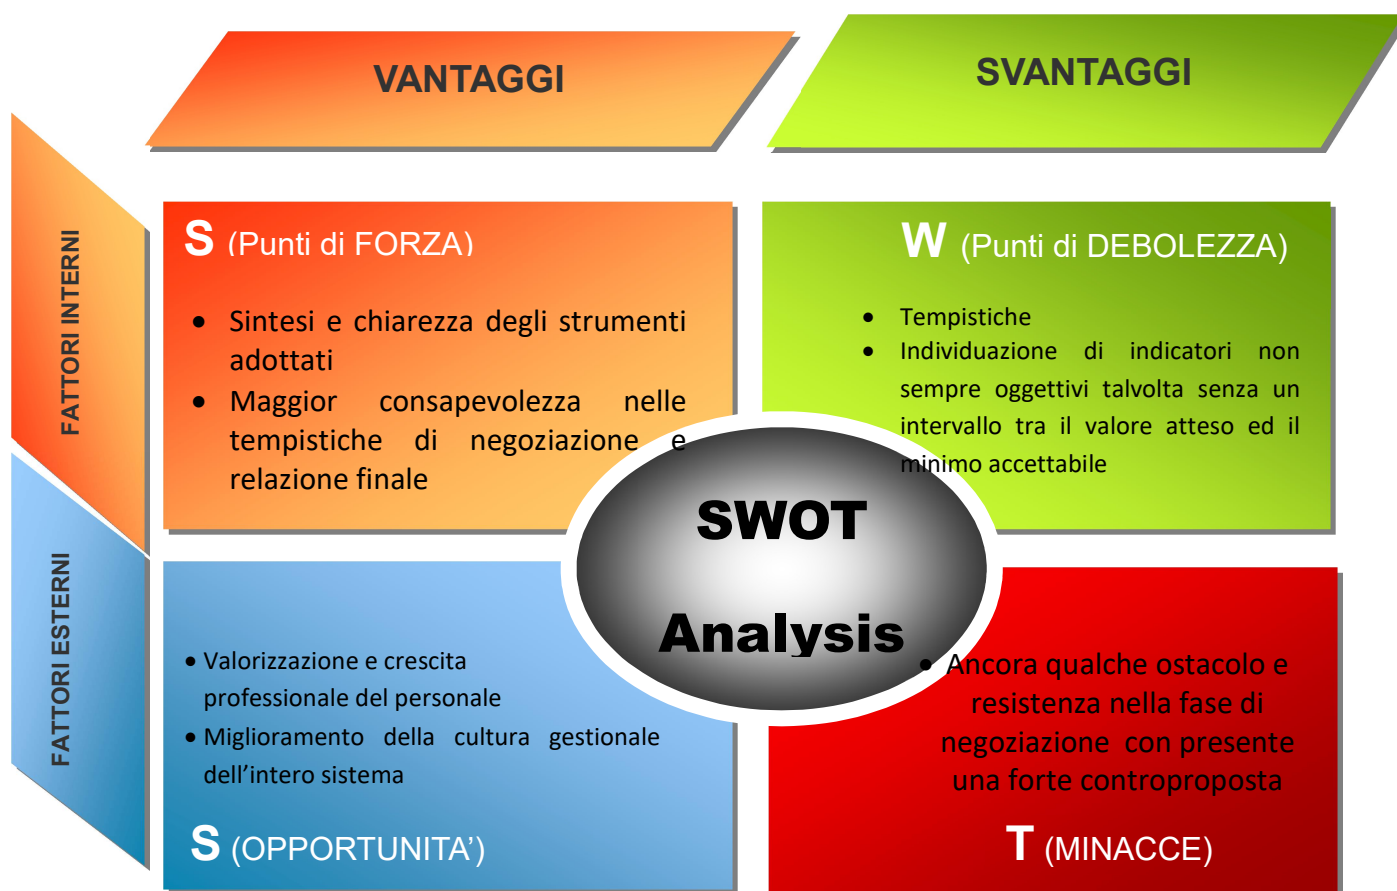 VANTAGGI
SVANTAGGI
FATTORI INTERNI
S (Punti di FORZA)
• Sintesi e chiarezza degli strumenti
adottati
• Maggior consapevolezza nelle
tempistiche di negoziazione e
relazione finale
W (Punti di DEBOLEZZA)
• Tempistiche
• Individuazione di indicatori non
sempre oggettivi talvolta senza un
intervallo tra il valore atteso ed il
minimo accettabile
SWOT
Analysis
FATTORI ESTERNI
• Valorizzazione e crescita
professionale del personale
• Miglioramento della cultura gestionale
dell’intero sistema
S (OPPORTUNITA’)
• Ancora qualche ostacolo e
resistenza nella fase di
negoziazione con presente
una forte controproposta
T (MINACCE)